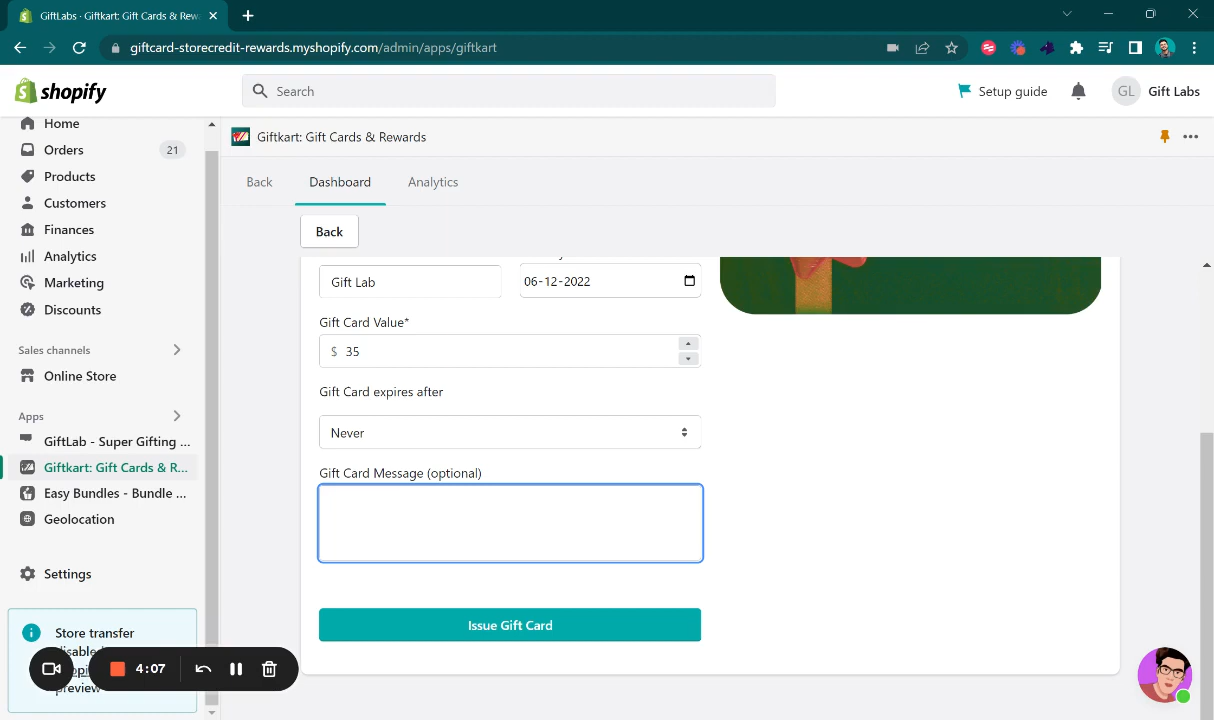 GiftLabs · Giftkart: Gift Cards & Rew
giftcard-storecredit-rewards.myshopify.com/admin/apps/giftkart
shopify
Search
Setup guide
GL
Gift Labs
Home
Orders
21
Products
Customers
Finances
Analytics
Marketing
Discounts
Sales channels
Online Store
Apps
GiftLab - Super Gifting ...
Giftkart: Gift Cards & R...
Easy Bundles - Bundle ...
Geolocation
Settings
Store transfer
disable
preview
4:07
Giftkart: Gift Cards & Rewards
Back
Dashboard
Analytics
Back
Gift Lab
06-12-2022
Gift Card Value*
$ 35
Gift Card expires after
Never
Gift Card Message (optional)
Issue Gift Card